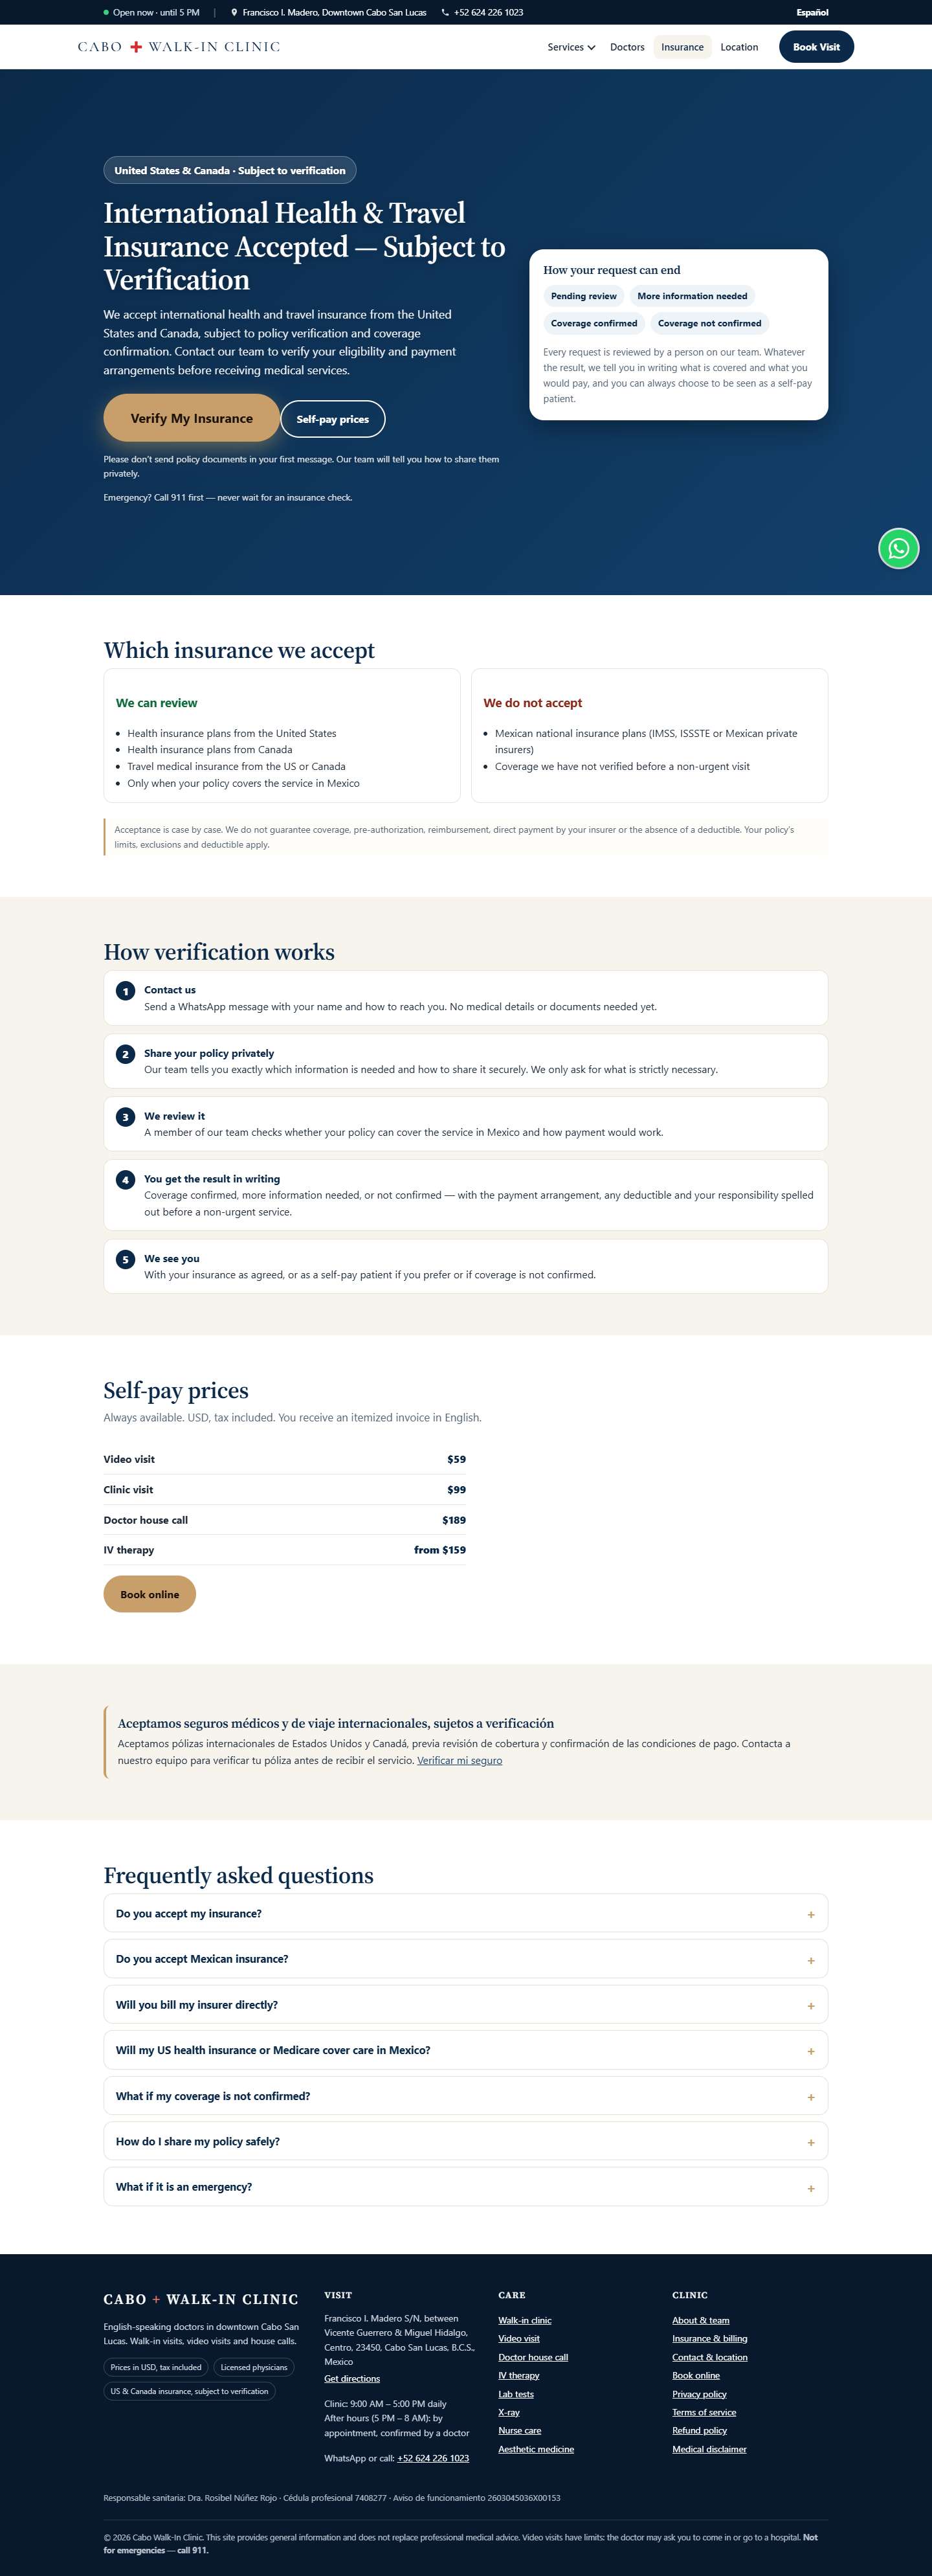 Open now · until 5 PM | Francisco I. Madero, Downtown Cabo San Lucas +52 624 226 1023 Español
CABO + WALK-IN CLINIC Services Doctors Insurance Location Book Visit
United States & Canada · Subject to verification
International Health & Travel
Insurance Accepted — Subject to
Verification
We accept international health and travel insurance from the United
States and Canada, subject to policy verification and coverage
confirmation. Contact our team to verify your eligibility and payment
arrangements before receiving medical services.
Verify My Insurance Self-pay prices
Please don't send policy documents in your first message. Our team will tell you how to share them
privately.
Emergency? Call 911 first — never wait for an insurance check.
How your request can end
Pending review More information needed
Coverage confirmed Coverage not confirmed
Every request is reviewed by a person on our team. Whatever
the result, we tell you in writing what is covered and what you
would pay, and you can always choose to be seen as a self-pay
patient.
Which insurance we accept
We can review
• Health insurance plans from the United States
• Health insurance plans from Canada
• Travel medical insurance from the US or Canada
• Only when your policy covers the service in Mexico
We do not accept
• Mexican national insurance plans (IMSS, ISSSTE or Mexican private
insurers)
• Coverage we have not verified before a non-urgent visit
Acceptance is case by case. We do not guarantee coverage, pre-authorization, reimbursement, direct payment by your insurer or the absence of a deductible. Your policy's
limits, exclusions and deductible apply.
How verification works
1 Contact us
Send a WhatsApp message with your name and how to reach you. No medical details or documents needed yet.
2 Share your policy privately
Our team tells you exactly which information is needed and how to share it securely. We only ask for what is strictly necessary.
3 We review it
A member of our team checks whether your policy can cover the service in Mexico and how payment would work.
4 You get the result in writing
Coverage confirmed, more information needed, or not confirmed — with the payment arrangement, any deductible and your responsibility spelled
out before a non-urgent service.
5 We see you
With your insurance as agreed, or as a self-pay patient if you prefer or if coverage is not confirmed.
Self-pay prices
Always available. USD, tax included. You receive an itemized invoice in English.
Video visit $59
Clinic visit $99
Doctor house call $189
IV therapy from $159
Book online
Aceptamos seguros médicos y de viaje internacionales, sujetos a verificación
Aceptamos pólizas internacionales de Estados Unidos y Canadá, previa revisión de cobertura y confirmación de las condiciones de pago. Contacta a
nuestro equipo para verificar tu póliza antes de recibir el servicio. Verificar mi seguro
Frequently asked questions
Do you accept my insurance? +
Do you accept Mexican insurance? +
Will you bill my insurer directly? +
Will my US health insurance or Medicare cover care in Mexico? +
What if my coverage is not confirmed? +
How do I share my policy safely? +
What if it is an emergency? +
CABO + WALK-IN CLINIC
English-speaking doctors in downtown Cabo San
Lucas. Walk-in visits, video visits and house calls.
Prices in USD, tax included Licensed physicians
US & Canada insurance, subject to verification
VISIT
Francisco I. Madero S/N, between
Vicente Guerrero & Miguel Hidalgo,
Centro, 23450, Cabo San Lucas, B.C.S.,
Mexico
Get directions
Clinic: 9:00 AM – 5:00 PM daily
After hours (5 PM – 8 AM): by
appointment, confirmed by a doctor
WhatsApp or call: +52 624 226 1023
CARE
Walk-in clinic
Video visit
Doctor house call
IV therapy
Lab tests
X-ray
Nurse care
Aesthetic medicine
CLINIC
About & team
Insurance & billing
Contact & location
Book online
Privacy policy
Terms of service
Refund policy
Medical disclaimer
Responsable sanitaria: Dra. Rosibel Núñez Rojo · Cédula profesional 7408277 · Aviso de funcionamiento 2603045036X00153
© 2026 Cabo Walk-In Clinic. This site provides general information and does not replace professional medical advice. Video visits have limits: the doctor may ask you to come in or go to a hospital. Not
for emergencies — call 911.